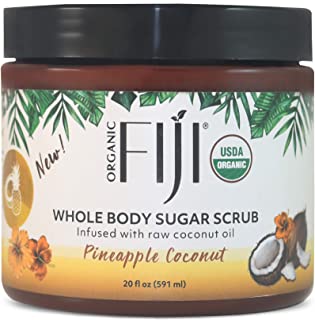 New!
ORGANIC
FIJI®
USDA
ORGANIC
WHOLE BODY SUGAR SCRUB
Infused with raw coconut oil
Pineapple Coconut
20 fl oz (591 ml)